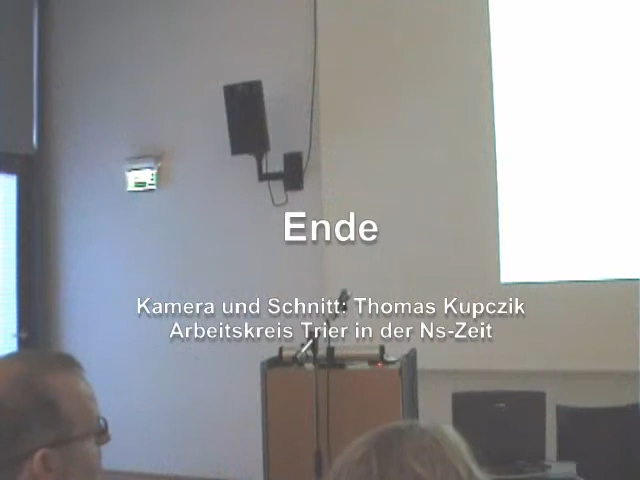 Ende
Kamera und Schnitt: Thomas Kupczik
Arbeitskreis Trier in der Ns-Zeit